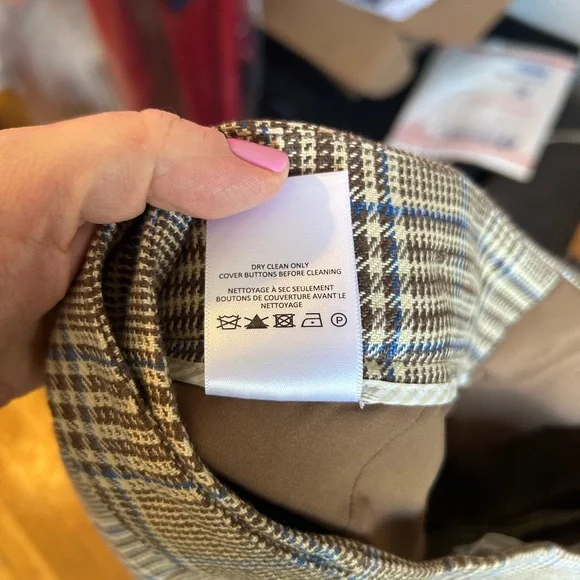 DRY CLEAN ONLY
COVER BUTTONS BEFORE CLEANING
NETTOYAGE À SEC SEULEMENT
BOUTONS DE COUVERTURE AVANT LE
NETTOYAGE
P